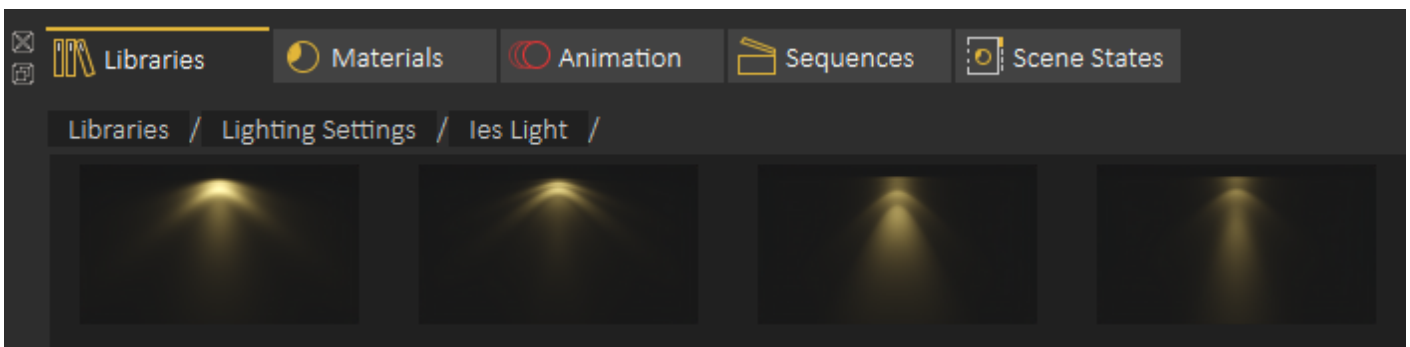 Libraries Materials Animation Sequences Scene States
Libraries / Lighting Settings / Ies Light /